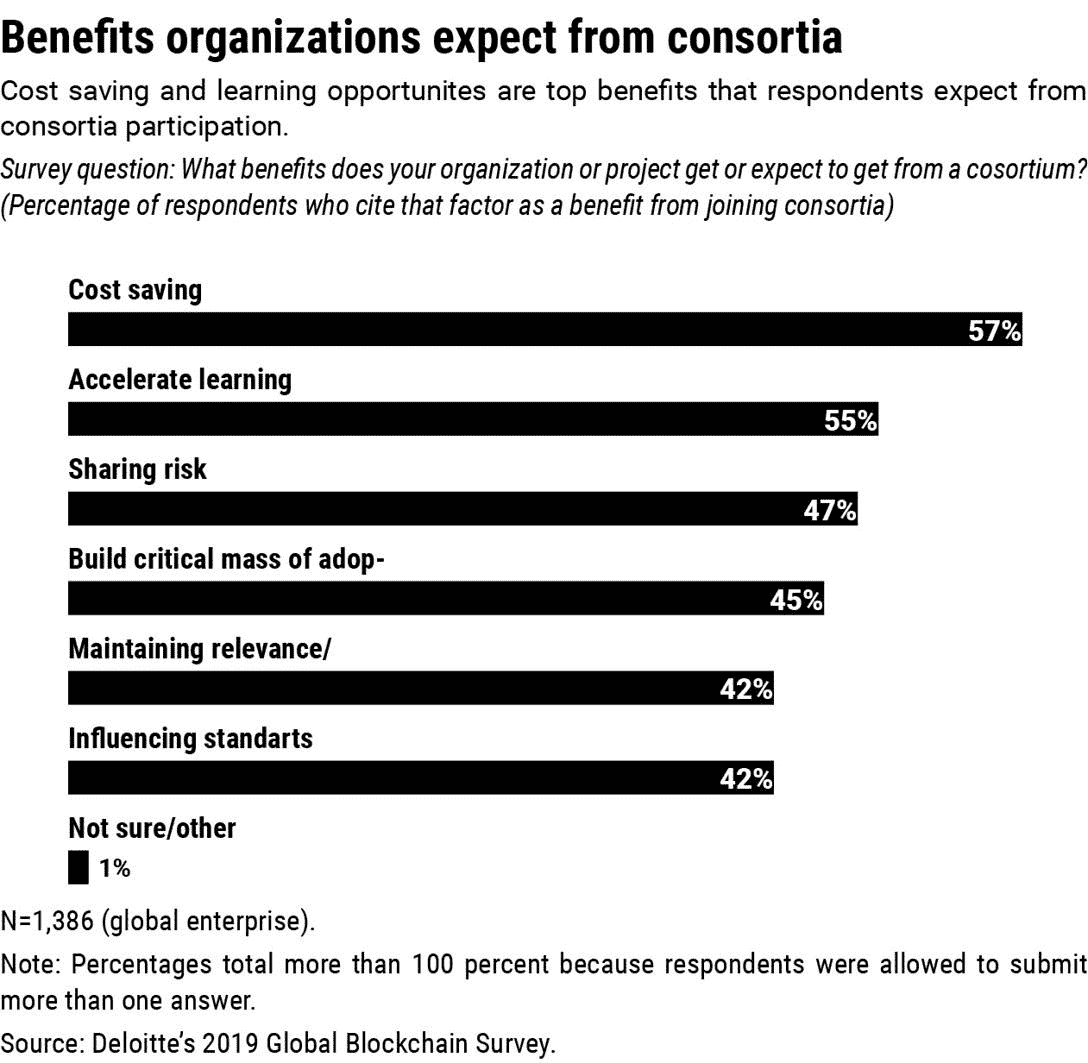 Benefits organizations expect from consortia
Cost saving and learning opportunites are top benefits that respondents expect from
consortia participation.
Survey question: What benefits does your organization or project get or expect to get from a cosortium?
(Percentage of respondents who cite that factor as a benefit from joining consortia)
Cost saving
57%
Accelerate learning
55%
Sharing risk
47%
Build critical mass of adop-
45%
Maintaining relevance/
42%
Influencing standarts
42%
Not sure/other
1%
N=1,386 (global enterprise).
Note: Percentages total more than 100 percent because respondents were allowed to submit
more than one answer.
Source: Deloitte’s 2019 Global Blockchain Survey.